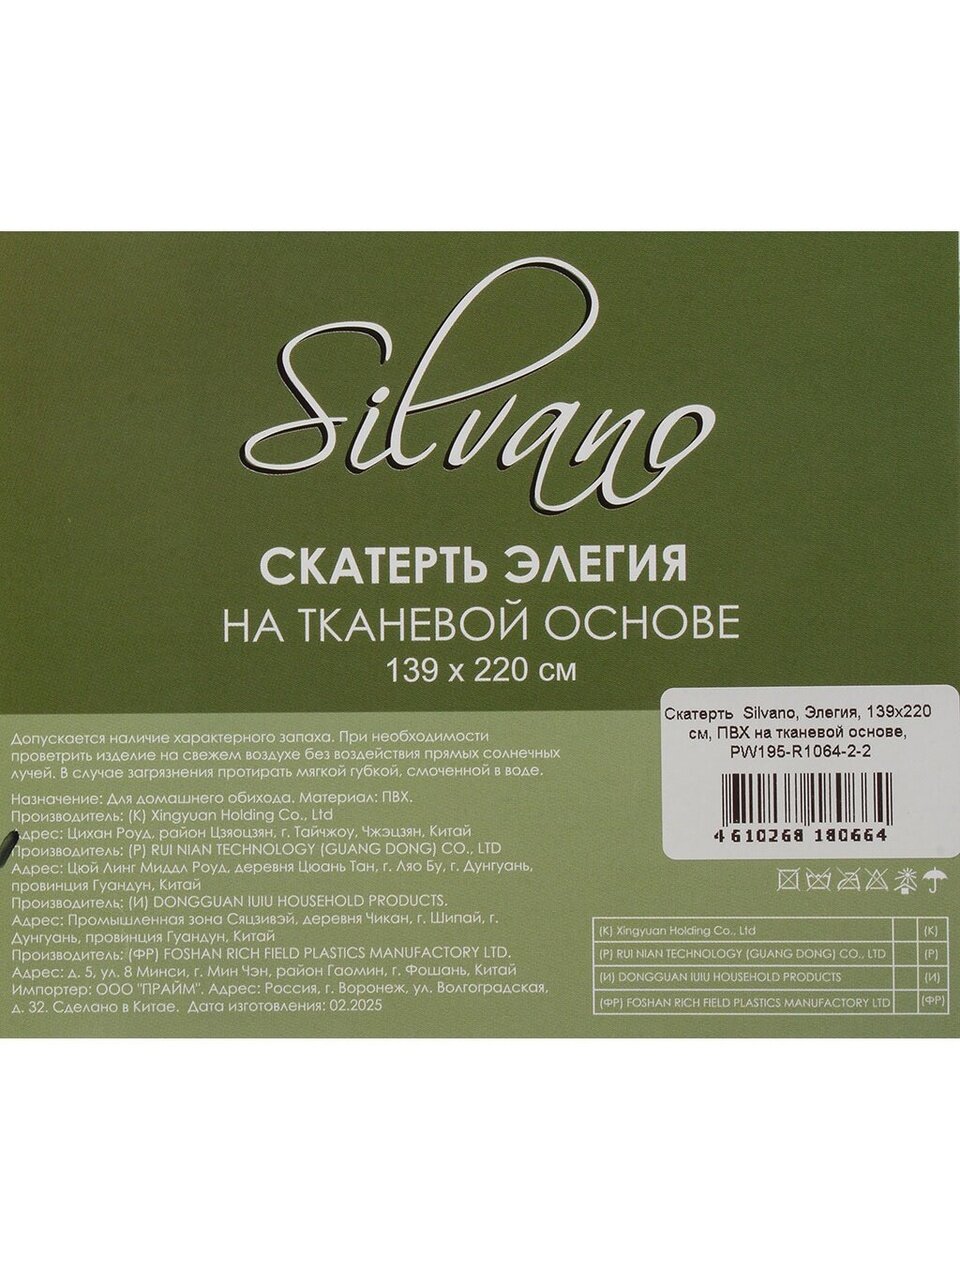 Silvano
СКАТЕРТЬ ЭЛЕГИЯ
НА ТКАНЕВОЙ ОСНОВЕ
139 х 220 см
Допускается наличие характерного запаха. При необходимости
проветрить изделие на свежем воздухе без воздействия прямых солнечных
лучей. В случае загрязнения протирать мягкой губкой, смоченной в воде.
Назначение: Для домашнего обихода. Материал: ПВХ.
Производитель: (К) Xingyuan Holding Co., Ltd
Адрес: Цихан Роуд, район Цзяоцзян, г. Тайчжоу, Чжэцзян, Китай
Производитель: (Р) RUI NIAN TECHNOLOGY (GUANG DONG) CO., LTD
Адрес: Цюй Линг Миддл Роуд, деревня Цюань Тан, г. Ляо Бу, г. Дунгуань,
провинция Гуандун, Китай
Производитель: (И) DONGGUAN IUIU HOUSEHOLD PRODUCTS.
Адрес: Промышленная зона Сяцзивэй, деревня Чикан, г. Шипай, г.
Дунгуань, провинция Гуандун, Китай
Производитель: (ФР) FOSHAN RICH FIELD PLASTICS MANUFACTORY LTD.
Адрес: д. 5, ул. 8 Минси, г. Мин Чэн, район Гаомин, г. Фошань, Китай
Импортер: ООО "ПРАЙМ". Адрес: Россия, г. Воронеж, ул. Волгоградская,
д. 32. Сделано в Китае. Дата изготовления: 02.2025
Скатерть Silvano, Элегия, 139х220
см, ПВХ на тканевой основе,
PW195-R1064-2-2
4 610268 180664
(К) Xingyuan Holding Co., Ltd (К)
(Р) RUI NIAN TECHNOLOGY (GUANG DONG) CO., LTD (Р)
(И) DONGGUAN IUIU HOUSEHOLD PRODUCTS (И)
(ФР) FOSHAN RICH FIELD PLASTICS MANUFACTORY LTD (ФР)